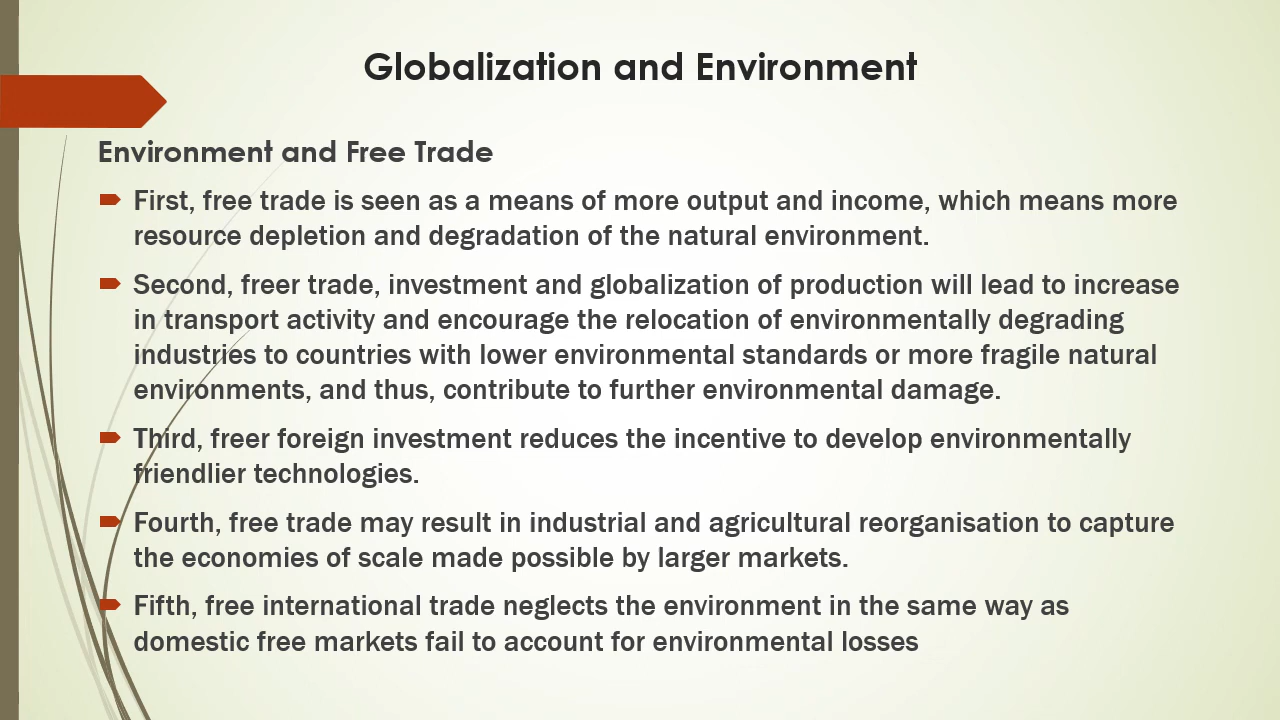 Globalization and Environment
Environment and Free Trade
First, free trade is seen as a means of more output and income, which means more
resource depletion and degradation of the natural environment.
Second, freer trade, investment and globalization of production will lead to increase
in transport activity and encourage the relocation of environmentally degrading
industries to countries with lower environmental standards or more fragile natural
environments, and thus, contribute to further environmental damage.
Third, freer foreign investment reduces the incentive to develop environmentally
friendlier technologies.
Fourth, free trade may result in industrial and agricultural reorganisation to capture
the economies of scale made possible by larger markets.
Fifth, free international trade neglects the environment in the same way as
domestic free markets fail to account for environmental losses